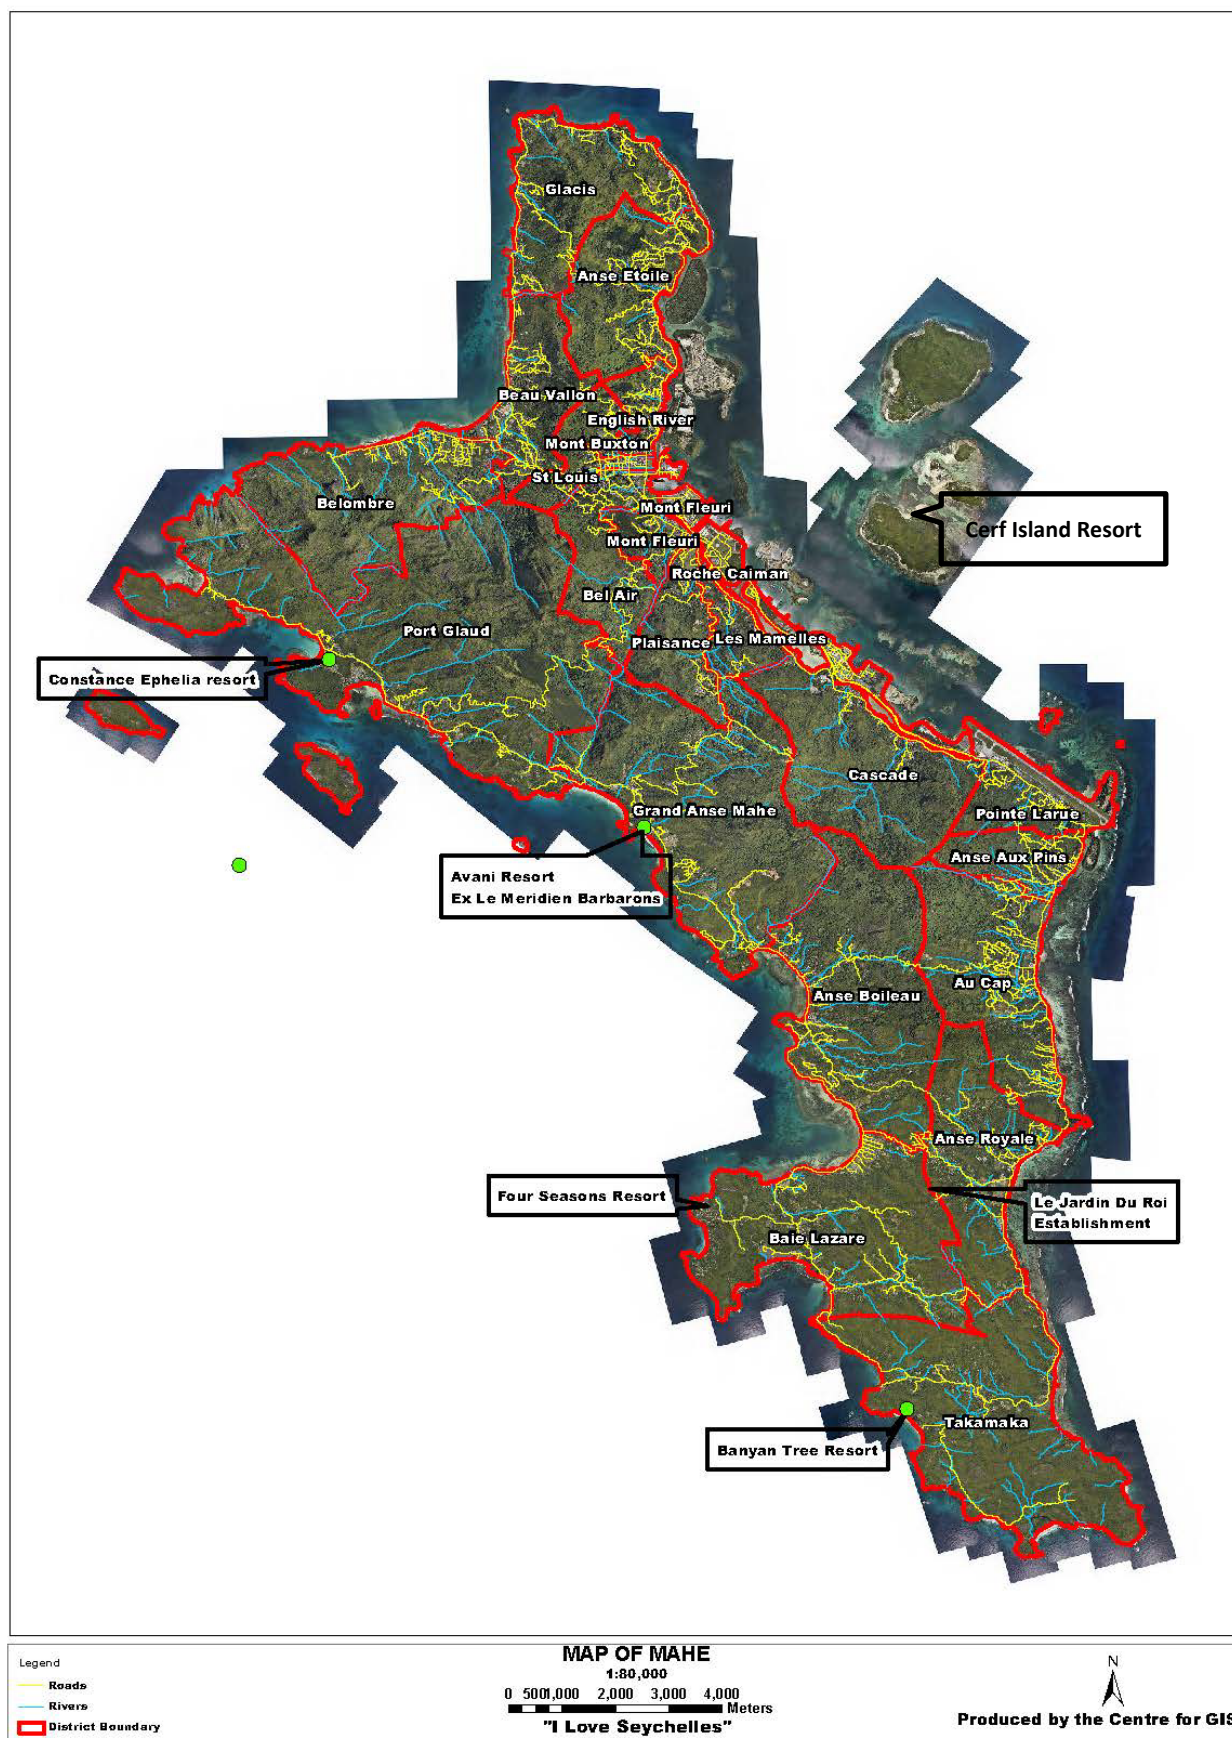 Glacis
Anse Etoile
Beau Vallon
English River
Mont Buxton
St Louis
Belombre
Mont Fleuri
Cerf Island Resort
Mont Fleuri
Roche Caiman
Bel Air
Port Glaud
Plaisance
Les Mamelles
Constance Ephelia resort
Cascade
Grand Anse Mahe
Pointe Larue
Anse Aux Pins
Avani Resort
Ex Le Meridien Barbarons
Au Cap
Anse Boileau
Anse Royale
Four Seasons Resort
Le Jardin Du Roi
Establishment
Baie Lazare
Takamaka
Banyan Tree Resort
Legend
Roads
Rivers
District Boundary
MAP OF MAHE
1:80,000
0 500 1,000 2,000 3,000 4,000
Meters
"I Love Seychelles"
N
Produced by the Centre for GIS